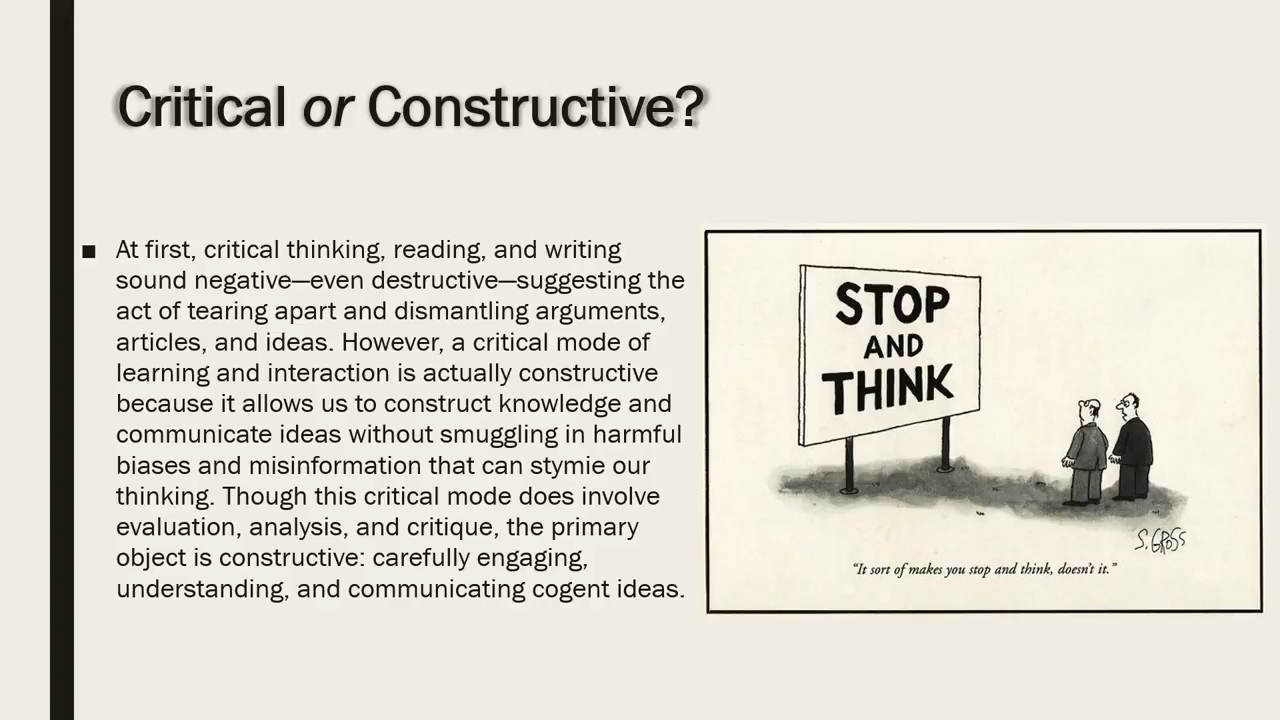 Critical or Constructive?
■ At first, critical thinking, reading, and writing
sound negative—even destructive—suggesting the
act of tearing apart and dismantling arguments,
articles, and ideas. However, a critical mode of
learning and interaction is actually constructive
because it allows us to construct knowledge and
communicate ideas without smuggling in harmful
biases and misinformation that can stymie our
thinking. Though this critical mode does involve
evaluation, analysis, and critique, the primary
object is constructive: carefully engaging,
understanding, and communicating cogent ideas.
STOP
AND
THINK
S. GROSS
“It sort of makes you stop and think, doesn’t it.”